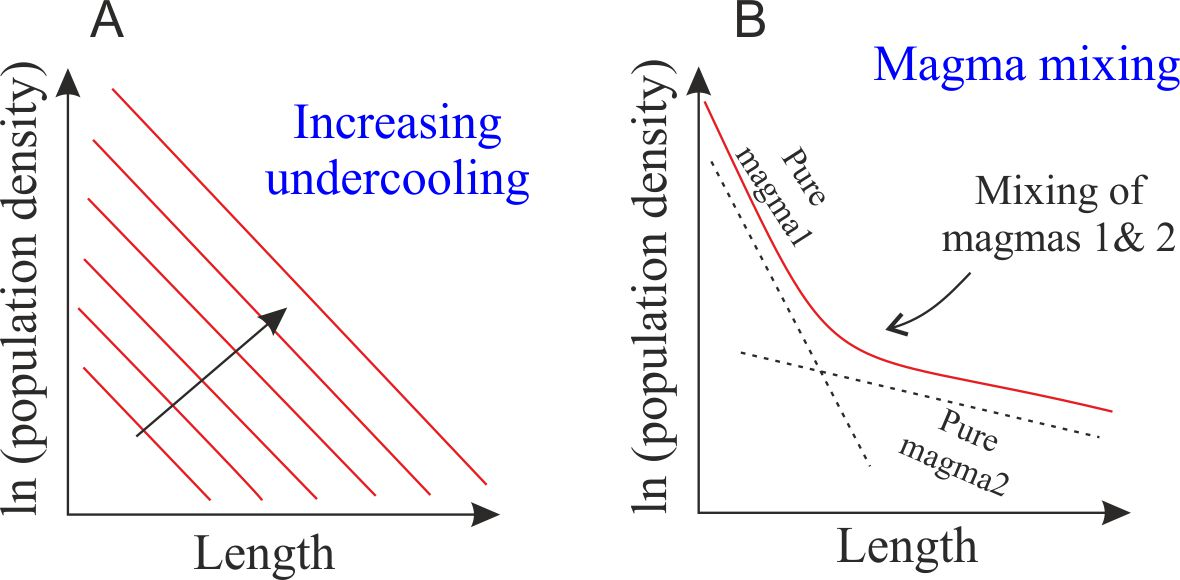 A
ln (population density)
Increasing
undercooling
Length
B
Magma mixing
ln (population density)
Pure
magma1
Mixing of
magmas 1& 2
Pure
magma2
Length